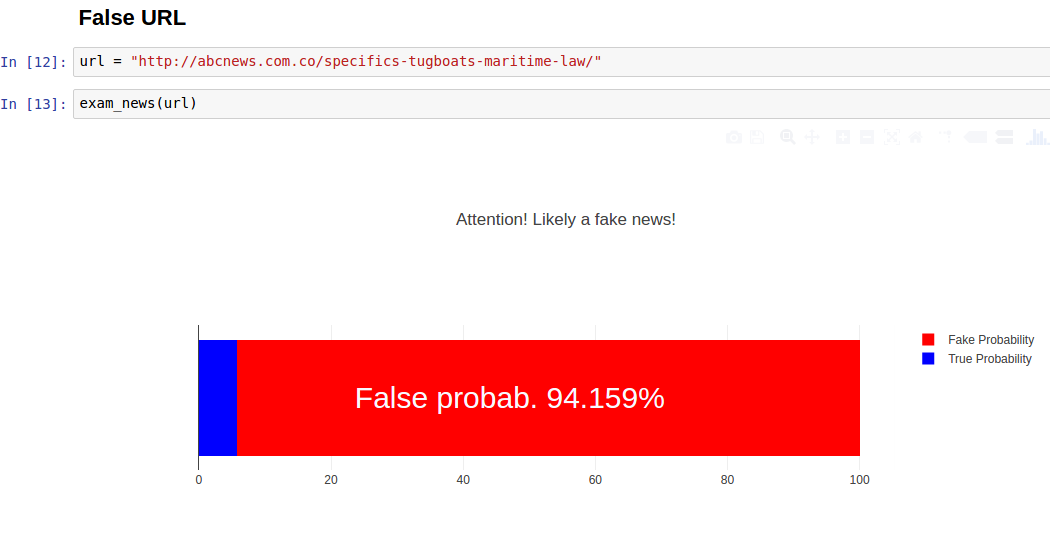 False URL
In [12]: url = "http://abcnews.com.co/specifics-tugboats-maritime-law/"
In [13]: exam_news(url)
Attention! Likely a fake news!
Fake Probability
True Probability
False probab. 94.159%
0 20 40 60 80 100